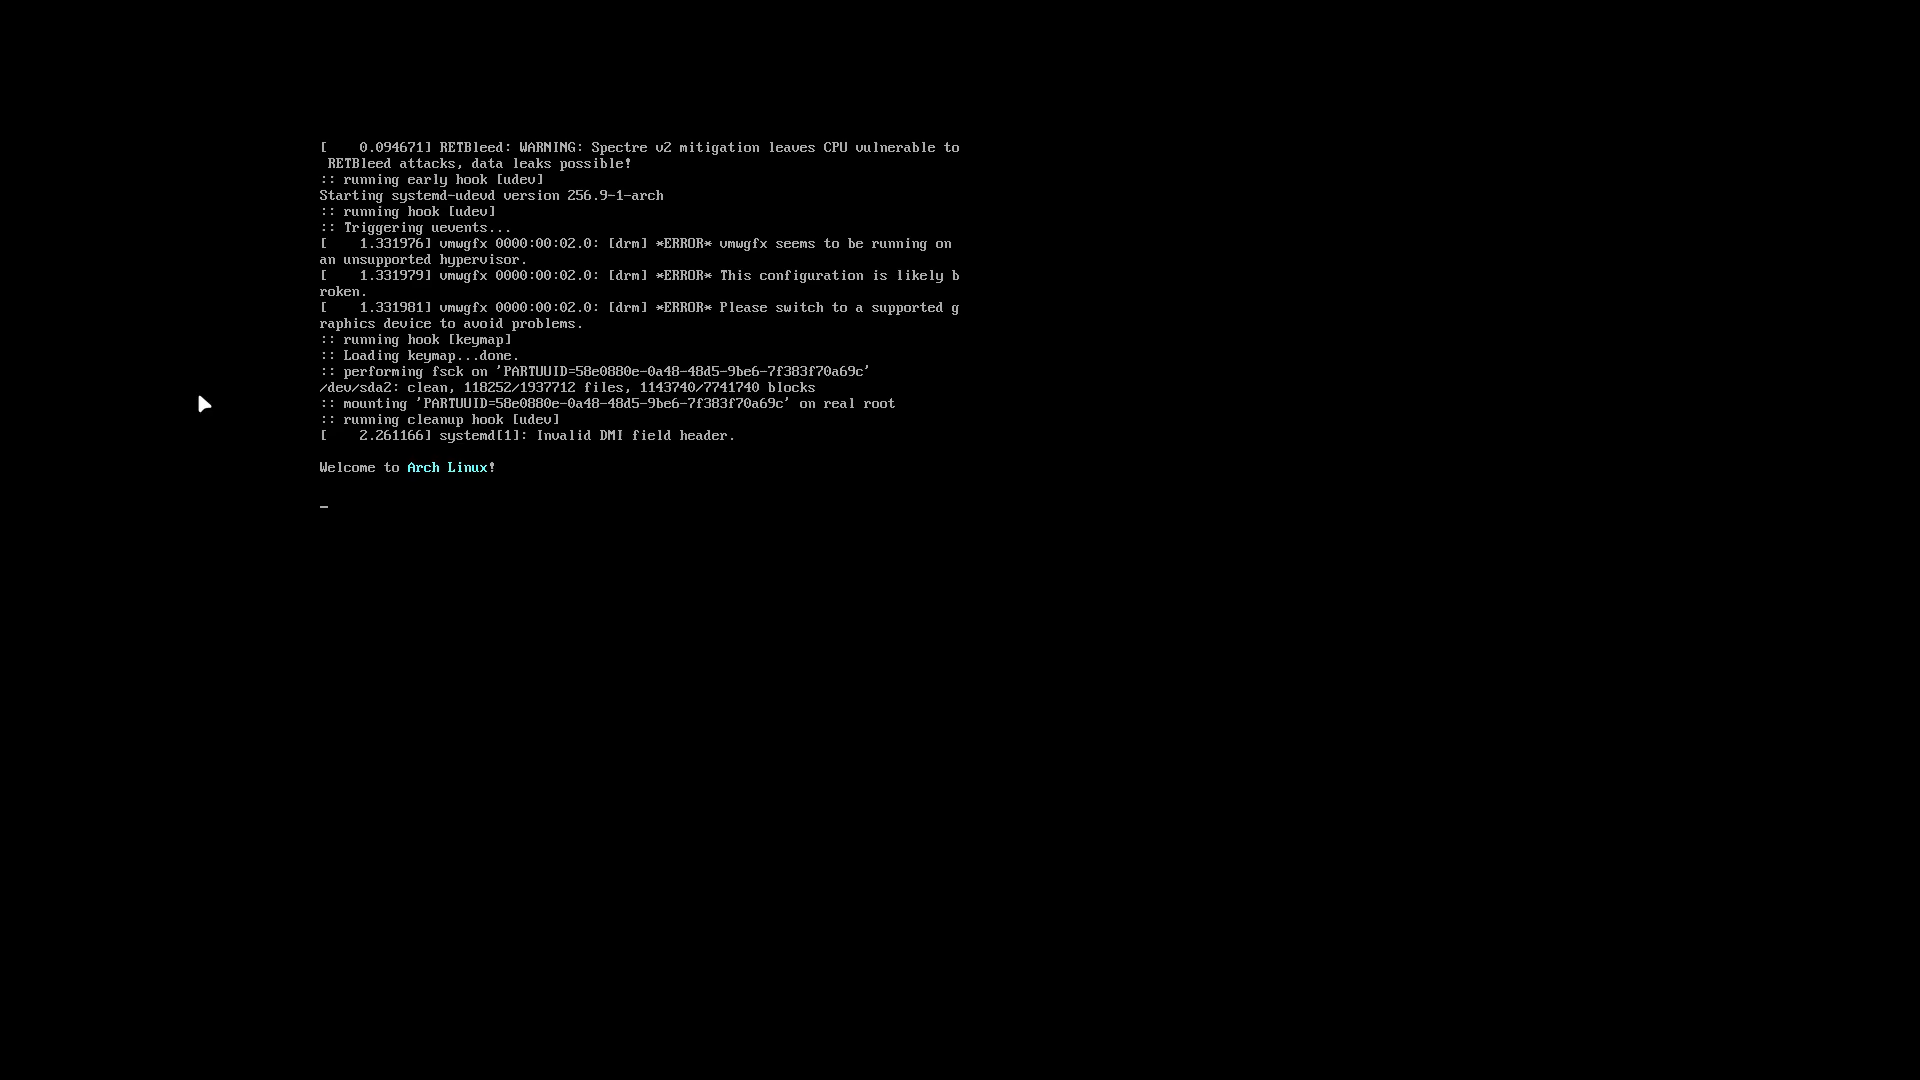 [    0.094671] RETBleed: WARNING: Spectre v2 mitigation leaves CPU vulnerable to
 RETBleed attacks, data leaks possible!
:: running early hook [udev]
Starting systemd-udevd version 256.9-1-arch
:: running hook [udev]
:: Triggering uevents...
[    1.331976] vmwgfx 0000:00:02.0: [drm] *ERROR* vmwgfx seems to be running on
an unsupported hypervisor.
[    1.331979] vmwgfx 0000:00:02.0: [drm] *ERROR* This configuration is likely b
roken.
[    1.331981] vmwgfx 0000:00:02.0: [drm] *ERROR* Please switch to a supported g
raphics device to avoid problems.
:: running hook [keymap]
:: Loading keymap...done.
:: performing fsck on 'PARTUUID=58e0880e-0a48-48d5-9be6-7f383f70a69c'
/dev/sda2: clean, 118252/1937712 files, 1143740/7741740 blocks
:: mounting 'PARTUUID=58e0880e-0a48-48d5-9be6-7f383f70a69c' on real root
:: running cleanup hook [udev]
[    2.261166] systemd[1]: Invalid DMI field header.
Welcome to Arch Linux!
_